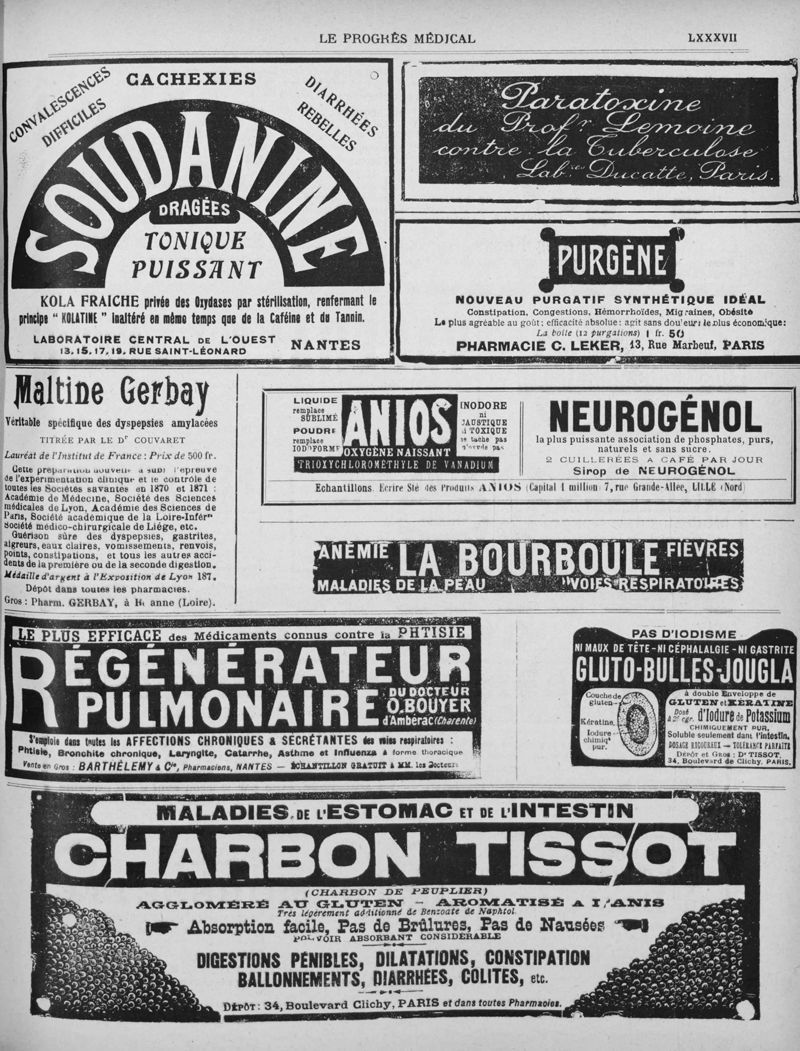 LE PROGRÈS MÉDICAL
LXXXVII
CONVALESCENCES
DIFFICILES
CACHEXIES
DIARRHÉES
REBELLES
SOUDANINE
DRAGÉES
TONIQUE
PUISSANT
KOLA FRAICHE privée des Oxydases par stérilisation, renfermant le
principe "KOLATINE" inaltéré en même temps que de la Caféine et du Tannin.
LABORATOIRE CENTRAL DE L'OUEST
13.15.17.19. RUE SAINT-LÉONARD
NANTES
Paratoxine
du Profr Lemoine
contre la Tuberculose
Labres Ducatte, Paris.
PURGÈNE
NOUVEAU PURGATIF SYNTHÉTIQUE IDÉAL
Constipation, Congestions, Hémorrhoïdes, Migraines, Obésité
Le plus agréable au goût: efficacité absolue: agit sans douleur: le plus économique:
La boîte (12 purgations) 1 fr. 50
PHARMACIE C. LEKER, 13, Rue Marbeuf, PARIS
Maltine Gerbay
Véritable spécifique des dyspepsies amylacées
TITRÉE PAR LE Dr COUVARET
Lauréat de l'Institut de France: Prix de 500 fr.
Cette préparation nouvelle a subi l'épreuve
de l'expérimentation clinique et le contrôle de
toutes les Sociétés savantes en 1870 et 1871:
Académie de Médecine, Société des Sciences
médicales de Lyon, Académie des Sciences de
Paris, Société académique de la Loire-Infére
Société médico-chirurgicale de Liége, etc.
Guérison sûre des dyspepsies, gastrites,
aigreurs, eaux claires, vomissements, renvois,
points, constipations, et tous les autres acci-
dents de la première ou de la seconde digestion.
Médaille d'argent à l'Exposition de Lyon 187.
Dépôt dans toutes les pharmacies.
Gros: Pharm. GERBAY, à anne (Loire).
LIQUIDE
remplace
SUBLIMÉ
POUDRE
remplace
IODOFORME
ANIOS
OXYGÈNE NAISSANT
TRIOXYCHLOROMÉTHYLE DE VANADIUM
INODORE
ni
CAUSTIQUE
ni TOXIQUE
ne tache pas
NEUROGÉNOL
la plus puissante association de phosphates, purs,
naturels et sans sucre.
2 CUILLERÉES A CAFÉ PAR JOUR
Sirop de NEUROGÉNOL
Echantillons. Ecrire Sté des Produits ANIOS (Capital 1 million) 7, rue Grande-Allée, LILLE (Nord)
ANÉMIE LA BOURBOULE FIÈVRES
MALADIES DE LA PEAU VOIES RESPIRATOIRES
LE PLUS EFFICACE des Médicaments connus contre la PHTISIE
RÉGÉNÉRATEUR
PULMONAIRE
DU DOCTEUR
O. BOUYER
d'Ambérac (Charente)
S'emploie dans toutes les AFFECTIONS CHRONIQUES & SECRÉTANTES des voies respiratoires:
Phtisie, Bronchite chronique, Laryngite, Catarrhe, Asthme et Influenza à forme thoracique
Vente en Gros: BARTHÉLEMY & Cie, Pharmaciens, NANTES — ÉCHANTILLON GRATUIT à MM. les Docteurs
PAS D'IODISME
NI MAUX DE TÊTE-NI CÉPHALALGIE-NI GASTRITE
GLUTO-BULLES-JOUGLA
Couche de
gluten
Kératine,
Iodure
chimiqt
pur.
à double Enveloppe de
GLUTEN et KÉRATINE
Dosé à 25 cgr. d'Iodure de Potassium
CHIMIQUEMENT PUR.
Soluble seulement dans l'intestin.
DOSAGE RIGOUREUX — TOLÉRANCE PARFAITE
DÉPÔT et GROS: Dr TISSOT,
34, Boulevard de Clichy, PARIS.
MALADIES DE L'ESTOMAC ET DE L'INTESTIN
CHARBON TISSOT
(CHARBON DE PEUPLIER)
AGGLOMÉRÉ AU GLUTEN - AROMATISÉ A L'ANIS
Très légèrement additionné de Benzoate de Naphtol.
Absorption facile, Pas de Brûlures, Pas de Nausées
POUVOIR ABSORBANT CONSIDÉRABLE
DIGESTIONS PÉNIBLES, DILATATIONS, CONSTIPATION
BALLONNEMENTS, DIARRHÉES, COLITES, etc.
DÉPÔT: 34, Boulevard Clichy, PARIS et dans toutes Pharmacies.